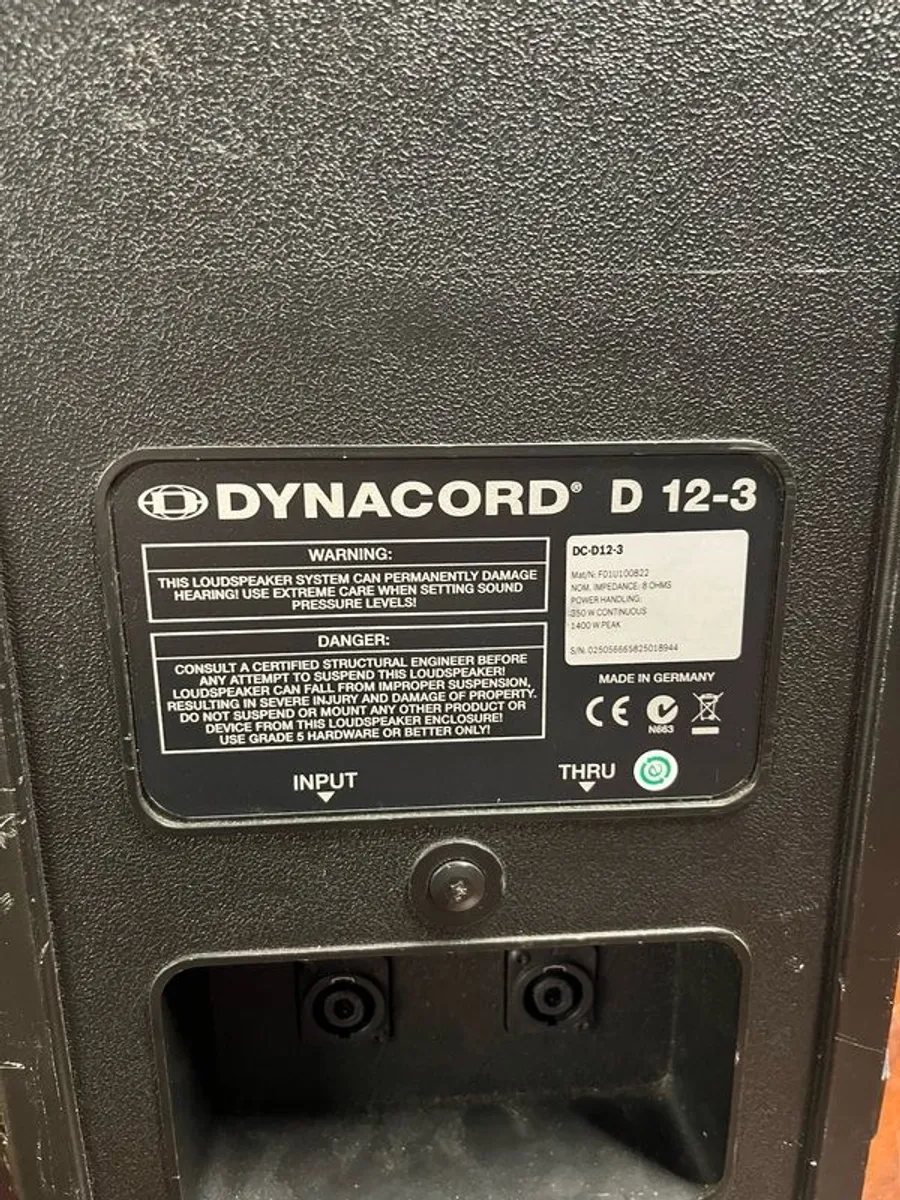 DYNACORD® D 12-3
WARNING:
THIS LOUDSPEAKER SYSTEM CAN PERMANENTLY DAMAGE
HEARING! USE EXTREME CARE WHEN SETTING SOUND
PRESSURE LEVELS!
DANGER:
CONSULT A CERTIFIED STRUCTURAL ENGINEER BEFORE
ANY ATTEMPT TO SUSPEND THIS LOUDSPEAKER!
LOUDSPEAKER CAN FALL FROM IMPROPER SUSPENSION,
RESULTING IN SEVERE INJURY AND DAMAGE OF PROPERTY.
DO NOT SUSPEND OR MOUNT ANY OTHER PRODUCT OR
DEVICE FROM THIS LOUDSPEAKER ENCLOSURE!
USE GRADE 5 HARDWARE OR BETTER ONLY!
DC-D12-3
Mat/N: F01U100822
NOM. IMPEDANCE: 8 OHMS
POWER HANDLING:
350 W CONTINUOUS
1400 W PEAK
S/N: 025056665825018944
MADE IN GERMANY
CE
N663
INPUT
THRU